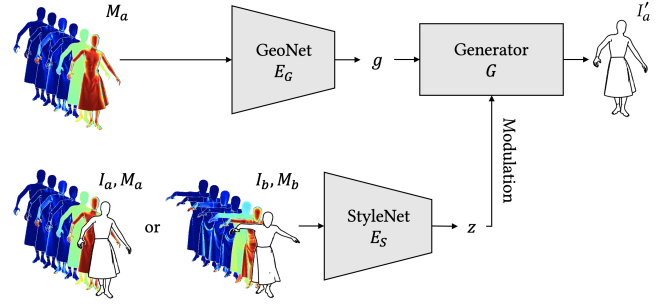 M_a
GeoNet
E_G
g
Generator
G
I'_a
Modulation
I_a, M_a
or
I_b, M_b
StyleNet
E_S
z